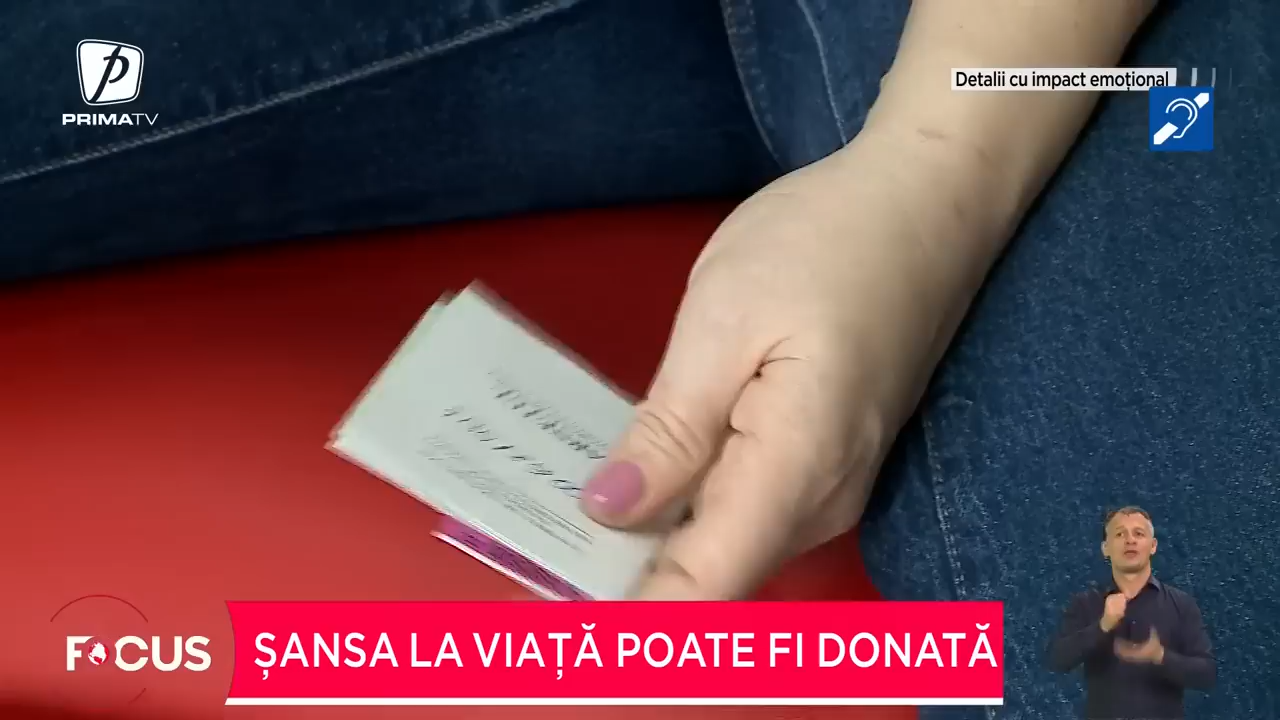 PRIMATV
Detalii cu impact emoțional
FOCUS
ȘANSA LA VIAȚĂ POATE FI DONATĂ